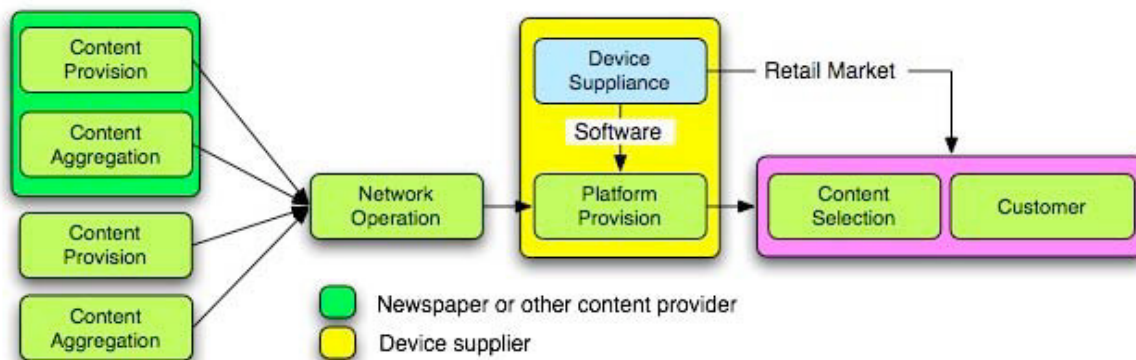 Content
Provision
Content
Aggregation
Content
Provision
Content
Aggregation
Network
Operation
Device
Suppliance
Software
Platform
Provision
Retail Market
Content
Selection
Customer
Newspaper or other content provider
Device supplier